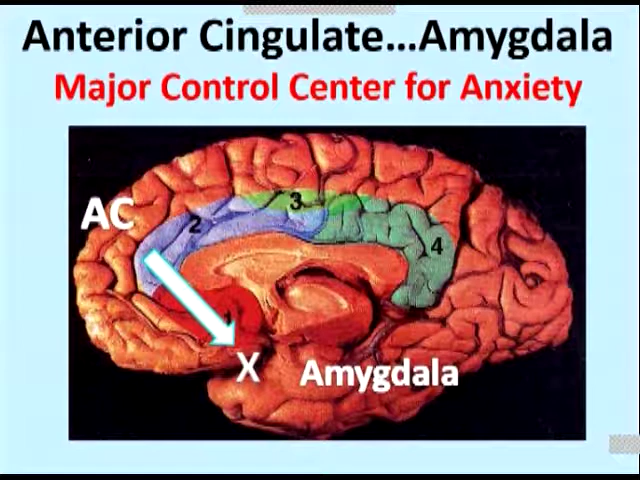 Anterior Cingulate...Amygdala
Major Control Center for Anxiety
3
AC
2
4
X
Amygdala